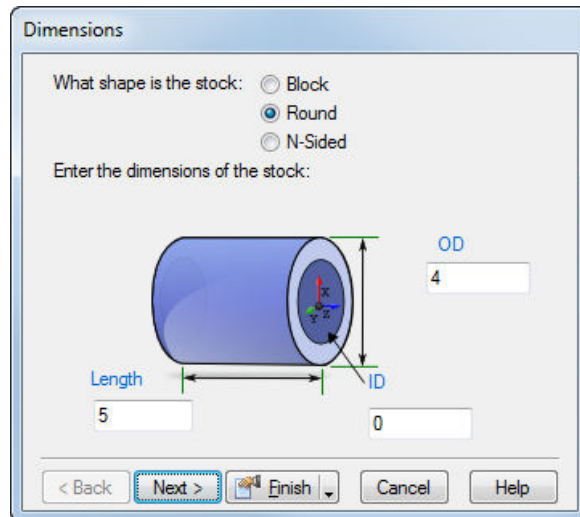 Dimensions
What shape is the stock:
Block
Round
N-Sided
Enter the dimensions of the stock:
OD
4
X
Y Z
Length
5
ID
0
< Back Next > Finish Cancel Help